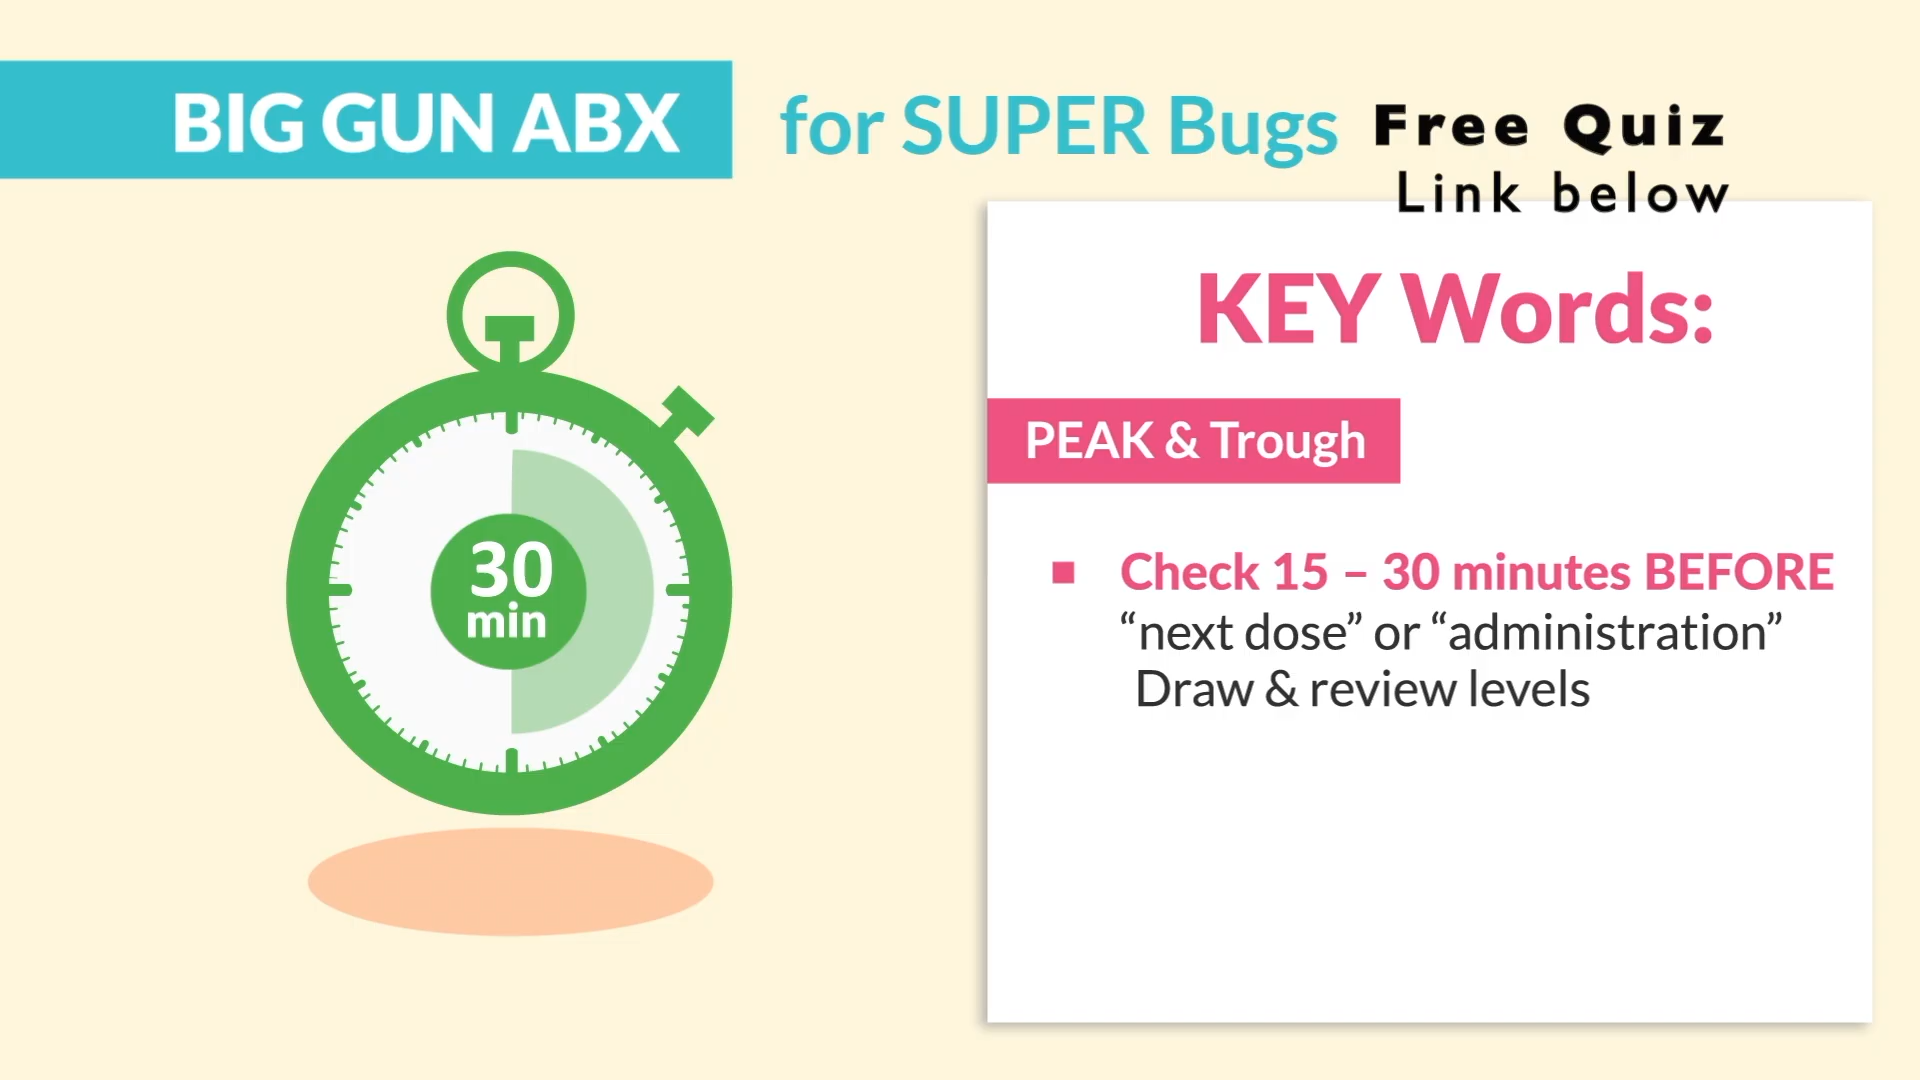 BIG GUN ABX for SUPER Bugs
Free Quiz
Link below
KEY Words:
PEAK & Trough
▪ Check 15 – 30 minutes BEFORE
“next dose” or “administration”
Draw & review levels
30
min